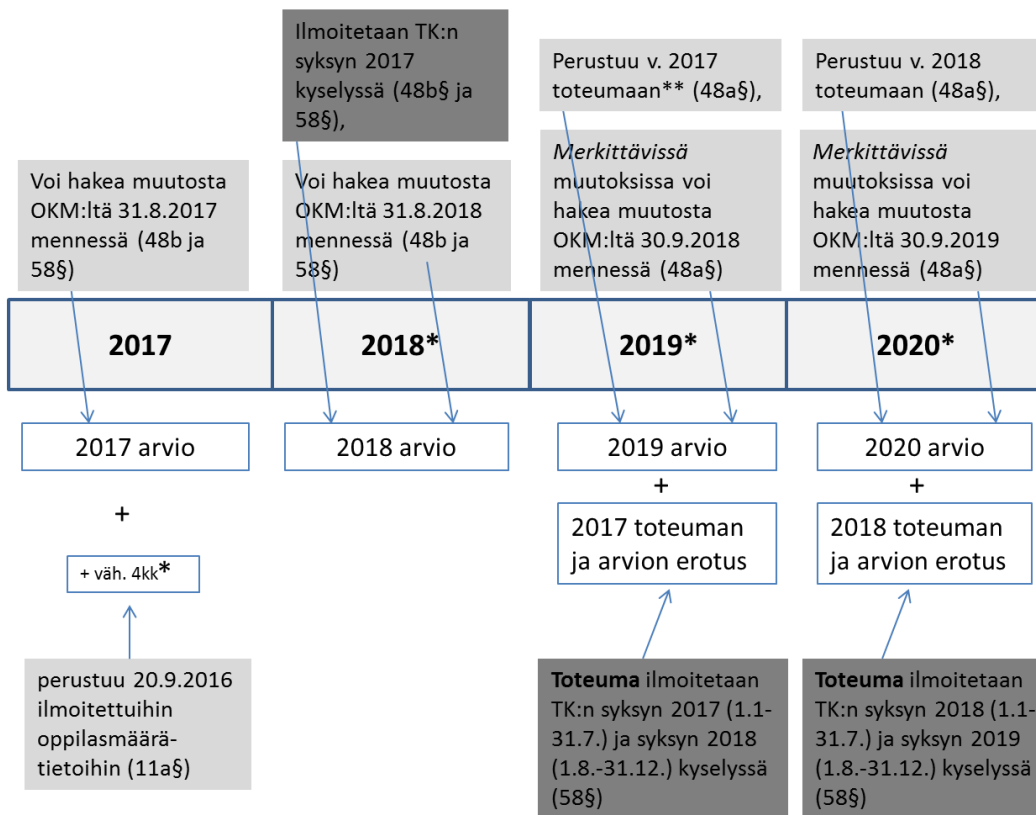 Ilmoitetaan TK:n
syksyn 2017
kyselyssä (48b§ ja
58§),
Perustuu v. 2017
toteumaan** (48a§),
Perustuu v. 2018
toteumaan (48a§),
Voi hakea muutosta
OKM:ltä 31.8.2017
mennessä (48b ja
58§)
Voi hakea muutosta
OKM:ltä 31.8.2018
mennessä (48b ja
58§)
Merkittävissä
muutoksissa voi
hakea muutosta
OKM:ltä 30.9.2018
mennessä (48a§)
Merkittävissä
muutoksissa voi
hakea muutosta
OKM:ltä 30.9.2019
mennessä (48a§)
2017
2018*
2019*
2020*
2017 arvio
2018 arvio
2019 arvio
2020 arvio
+
+
+
+ väh. 4kk*
2017 toteuman
ja arvion erotus
2018 toteuman
ja arvion erotus
perustuu 20.9.2016
ilmoitettuihin
oppilasmäärä-
tietoihin (11a§)
Toteuma ilmoitetaan
TK:n syksyn 2017 (1.1-
31.7.) ja syksyn 2018
(1.8.-31.12.) kyselyssä
(58§)
Toteuma ilmoitetaan
TK:n syksyn 2018 (1.1-
31.7.) ja syksyn 2019
(1.8.-31.12.) kyselyssä
(58§)